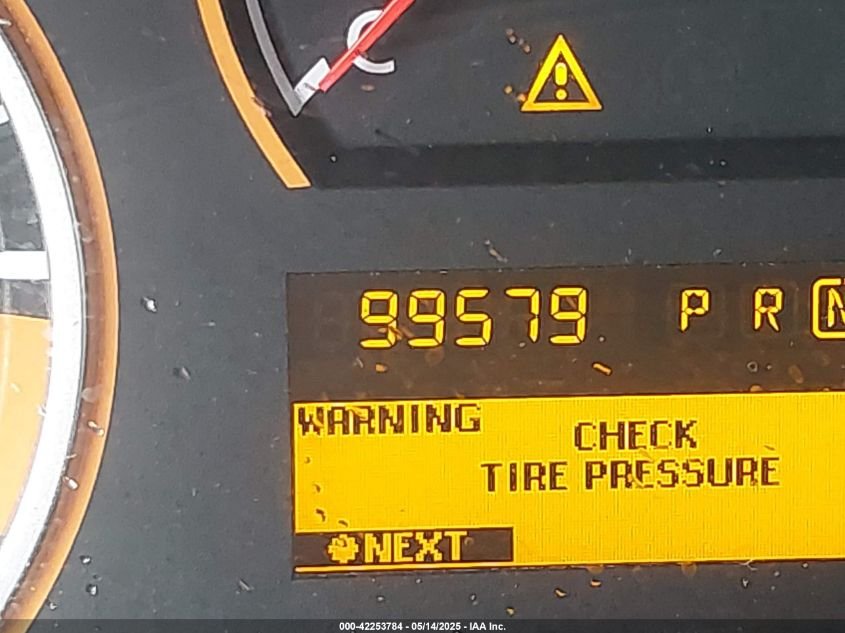 C
99579 P R N
WARNING
CHECK
TIRE PRESSURE
NEXT
000-42253784 - 05/14/2025 - IAA Inc.